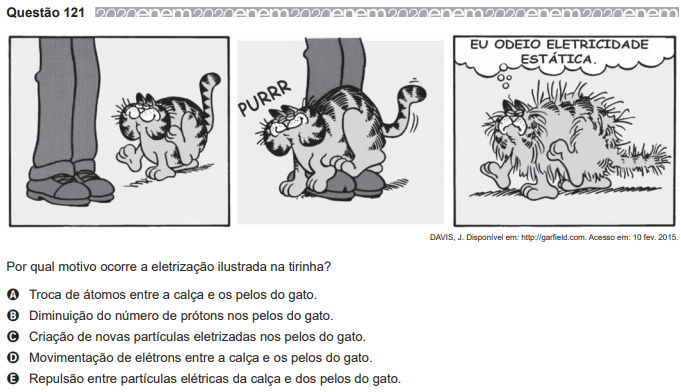 Questão 121 enem2020enem2020enem2020enem2020enem2020enem2020enem2020enem
PURRR
EU ODEIO ELETRICIDADE
ESTÁTICA.
DAVIS, J. Disponível em: http://garfield.com. Acesso em: 10 fev. 2015.
Por qual motivo ocorre a eletrização ilustrada na tirinha?
A Troca de átomos entre a calça e os pelos do gato.
B Diminuição do número de prótons nos pelos do gato.
C Criação de novas partículas eletrizadas nos pelos do gato.
D Movimentação de elétrons entre a calça e os pelos do gato.
E Repulsão entre partículas elétricas da calça e dos pelos do gato.